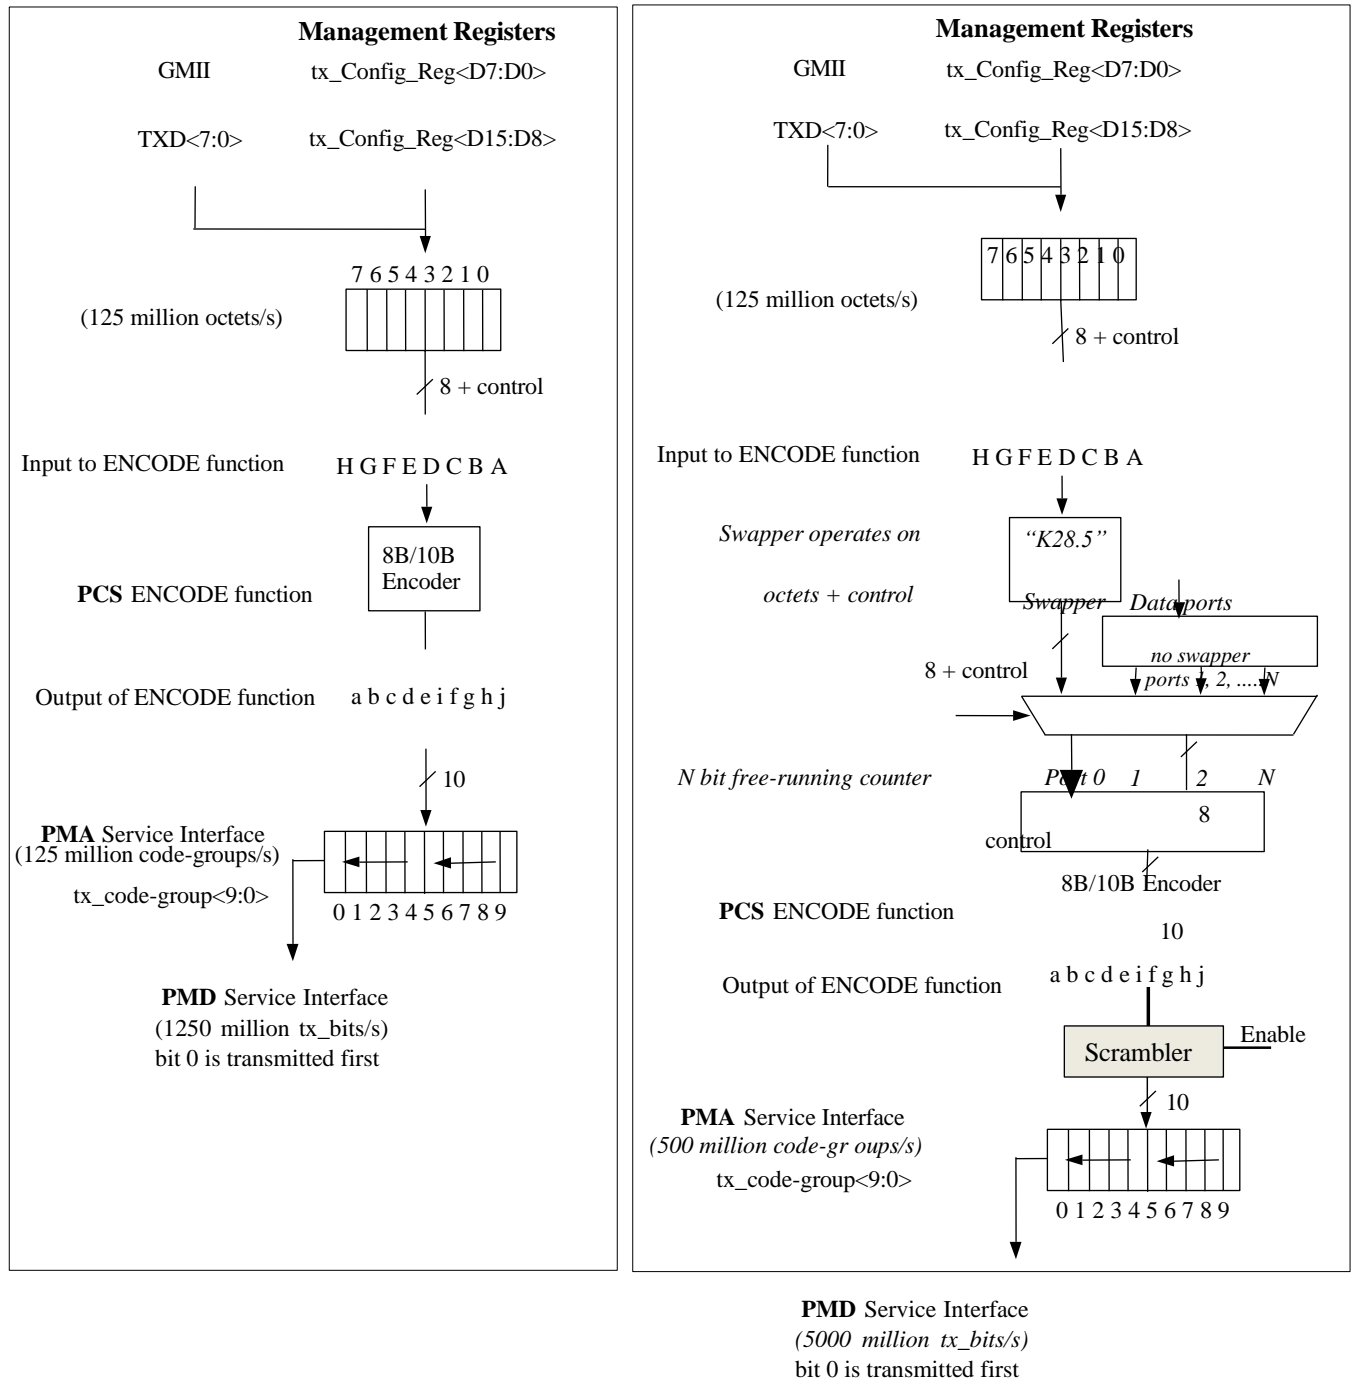 Management Registers
GMII tx_Config_Reg<D7:D0>
TXD<7:0> tx_Config_Reg<D15:D8>
7 6 5 4 3 2 1 0
(125 million octets/s)
8 + control
Input to ENCODE function H G F E D C B A
8B/10B
Encoder
PCS ENCODE function
Output of ENCODE function a b c d e i f g h j
10
PMA Service Interface
(125 million code-groups/s)
tx_code-group<9:0>
0 1 2 3 4 5 6 7 8 9
PMD Service Interface
(1250 million tx_bits/s)
bit 0 is transmitted first
Management Registers
GMII tx_Config_Reg<D7:D0>
TXD<7:0> tx_Config_Reg<D15:D8>
7 6 5 4 3 2 1 0
(125 million octets/s)
8 + control
Input to ENCODE function H G F E D C B A
Swapper operates on “K28.5”
octets + control Swapper Data ports
no swapper
8 + control ports 1, 2, .....N
N bit free-running counter Port 0 1 2 N
8
control
8B/10B Encoder
PCS ENCODE function
10
Output of ENCODE function a b c d e i f g h j
Scrambler Enable
10
PMA Service Interface
(500 million code-gr oups/s)
tx_code-group<9:0>
0 1 2 3 4 5 6 7 8 9
PMD Service Interface
(5000 million tx_bits/s)
bit 0 is transmitted first